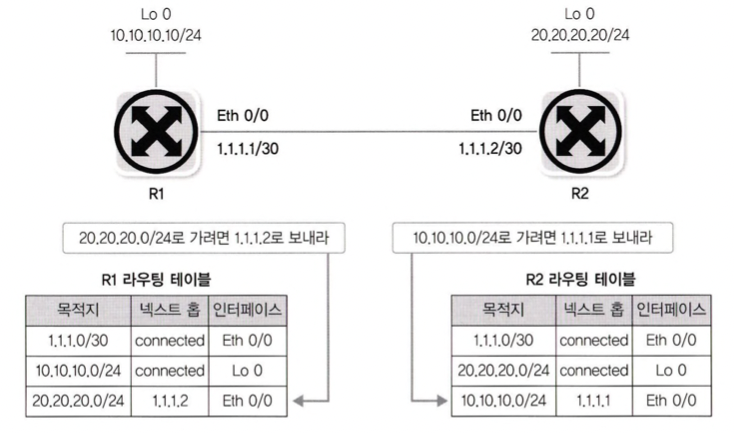 Lo 0
10.10.10.10/24
Lo 0
20.20.20.20/24
Eth 0/0
1.1.1.1/30
Eth 0/0
1.1.1.2/30
R1
R2
20.20.20.0/24로 가려면 1.1.1.2로 보내라
10.10.10.0/24로 가려면 1.1.1.1로 보내라
R1 라우팅 테이블
목적지 넥스트 홉 인터페이스
1.1.1.0/30 connected Eth 0/0
10.10.10.0/24 connected Lo 0
20.20.20.0/24 1.1.1.2 Eth 0/0
R2 라우팅 테이블
목적지 넥스트 홉 인터페이스
1.1.1.0/30 connected Eth 0/0
20.20.20.0/24 connected Lo 0
10.10.10.0/24 1.1.1.1 Eth 0/0